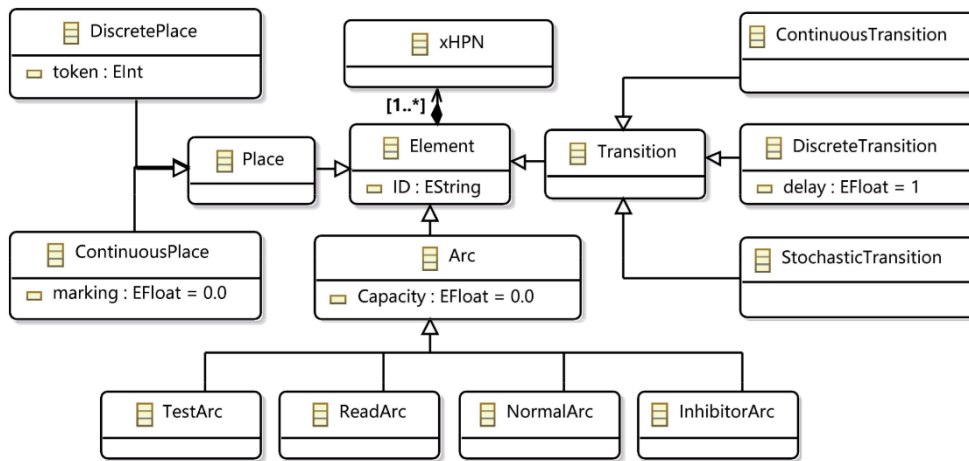 DiscretePlace
token : EInt
xHPN
[1..*]
ContinuousTransition
Place
Element
ID : EString
Transition
DiscreteTransition
delay : EFloat = 1
ContinuousPlace
marking : EFloat = 0.0
Arc
Capacity : EFloat = 0.0
StochasticTransition
TestArc
ReadArc
NormalArc
InhibitorArc